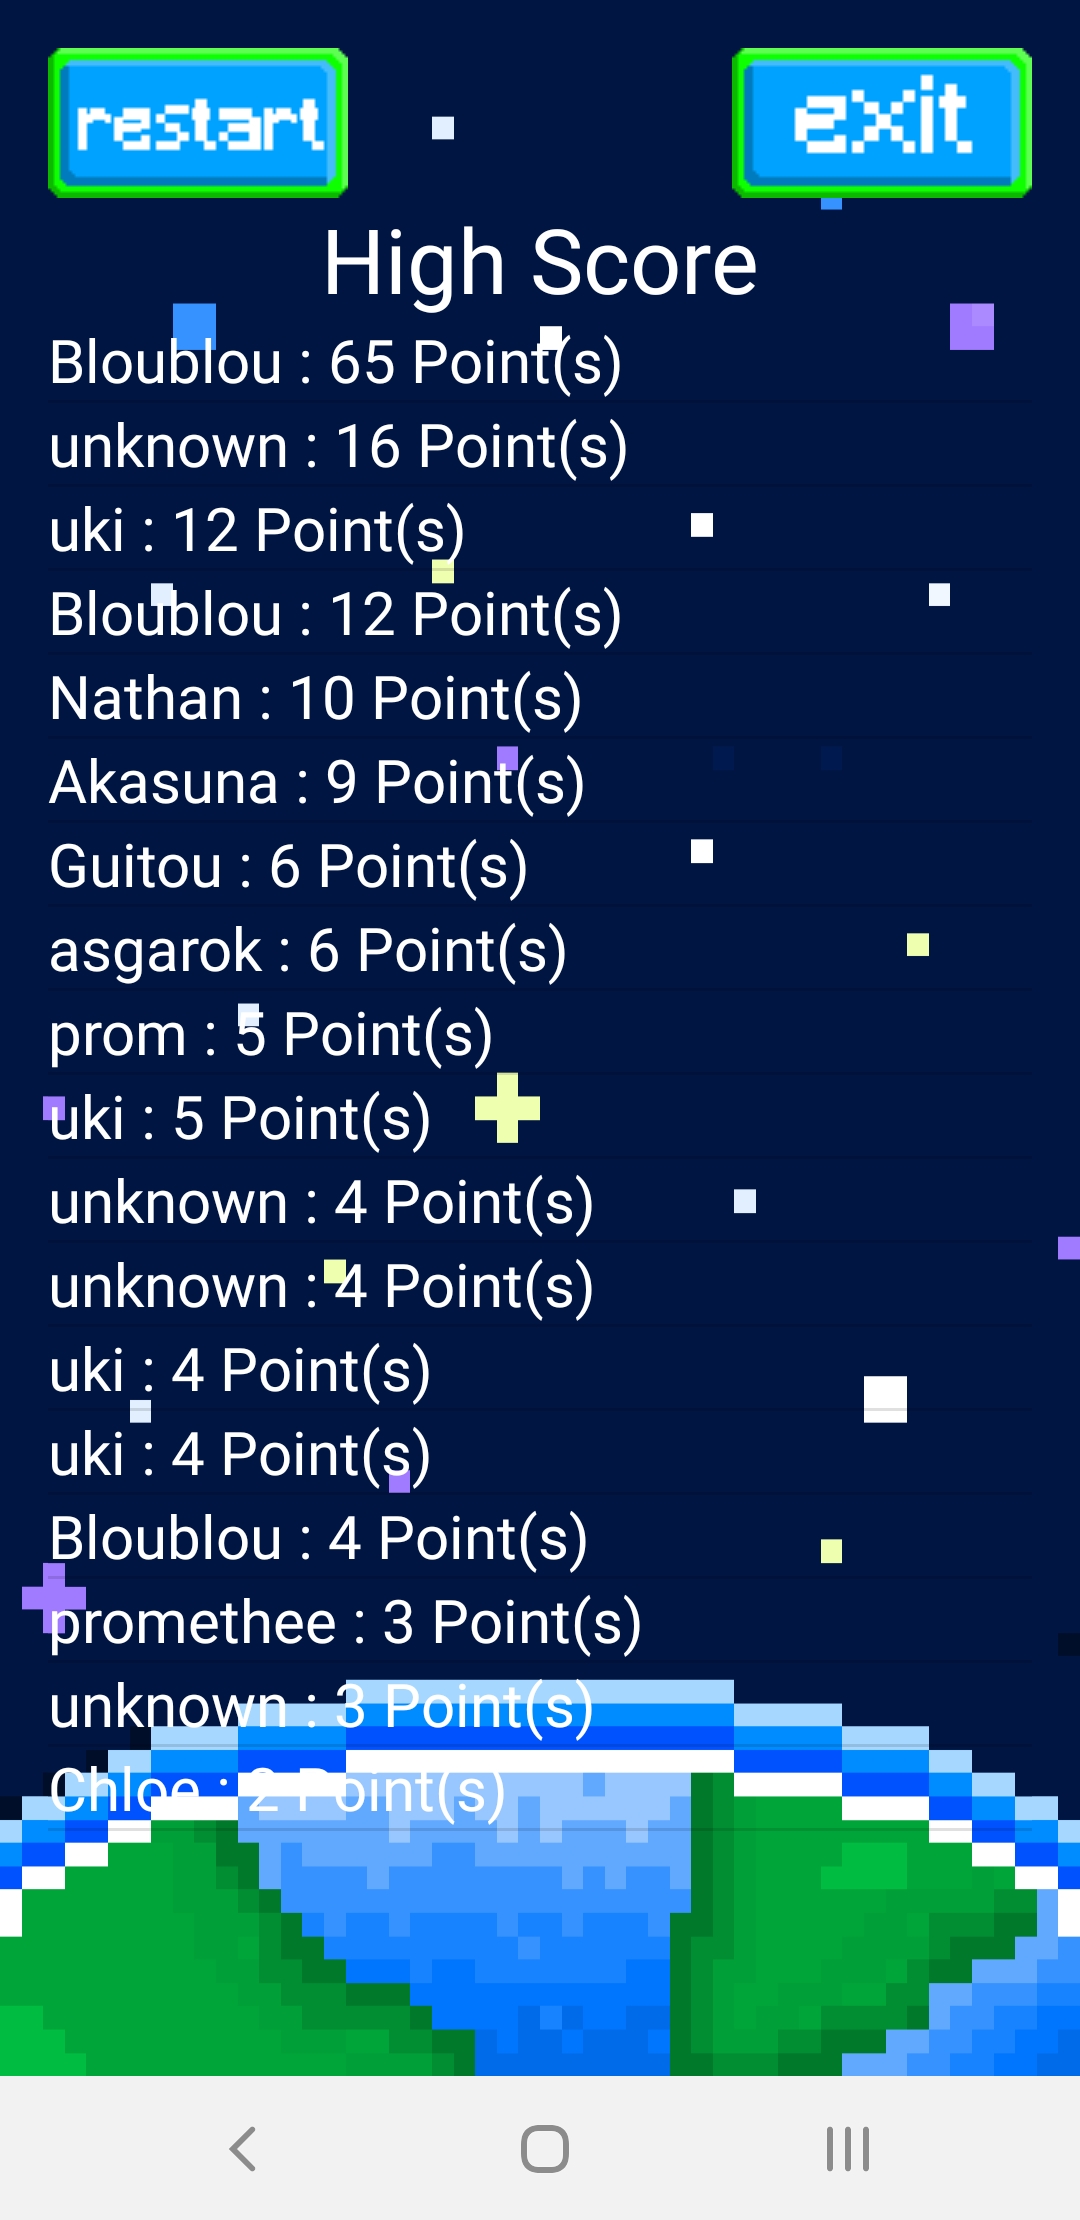 restart exit
High Score
Bloublou : 65 Point(s)
unknown : 16 Point(s)
uki : 12 Point(s)
Bloublou : 12 Point(s)
Nathan : 10 Point(s)
Akasuna : 9 Point(s)
Guitou : 6 Point(s)
asgarok : 6 Point(s)
prom : 5 Point(s)
uki : 5 Point(s)
unknown : 4 Point(s)
unknown : 4 Point(s)
uki : 4 Point(s)
uki : 4 Point(s)
Bloublou : 4 Point(s)
promethee : 3 Point(s)
unknown : 3 Point(s)
Chloe : 2 Point(s)